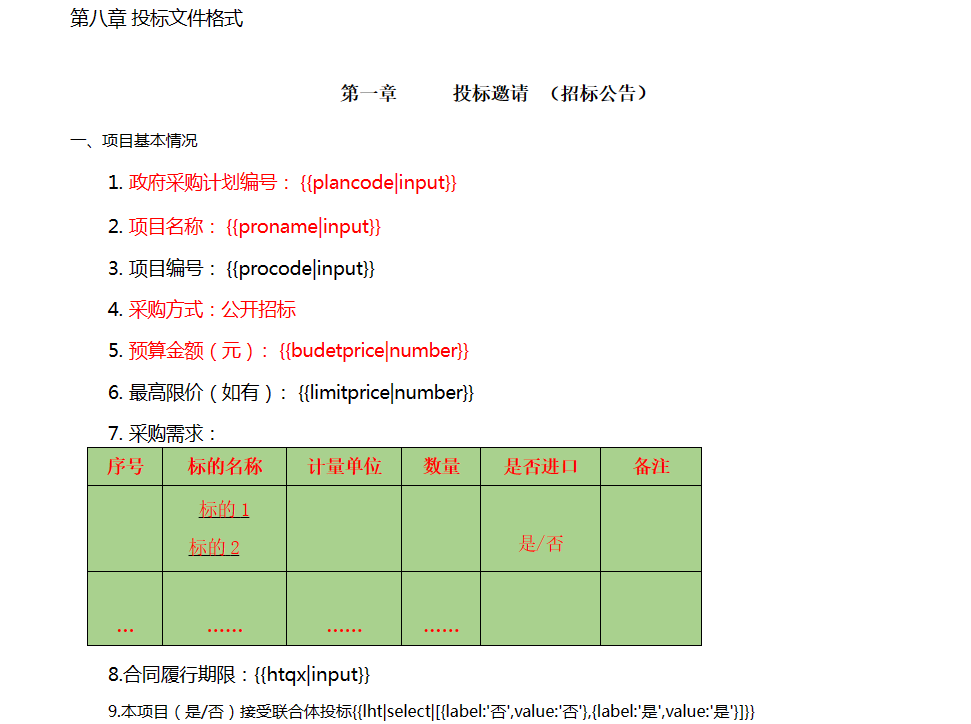 第八章 投标文件格式
第一章 投标邀请 （招标公告）
一、项目基本情况
1. 政府采购计划编号： {{plancode|input}}
2. 项目名称： {{proname|input}}
3. 项目编号： {{procode|input}}
4. 采购方式：公开招标
5. 预算金额（元）： {{budetprice|number}}
6. 最高限价（如有）： {{limitprice|number}}
7. 采购需求：
序号 标的名称 计量单位 数量 是否进口 备注
标的 1
标的 2 是/否
… …… …… ……
8.合同履行期限：{{htqx|input}}
9.本项目（是/否）接受联合体投标{{lht|select|[{label:'否',value:'否'},{label:'是',value:'是'}]}}